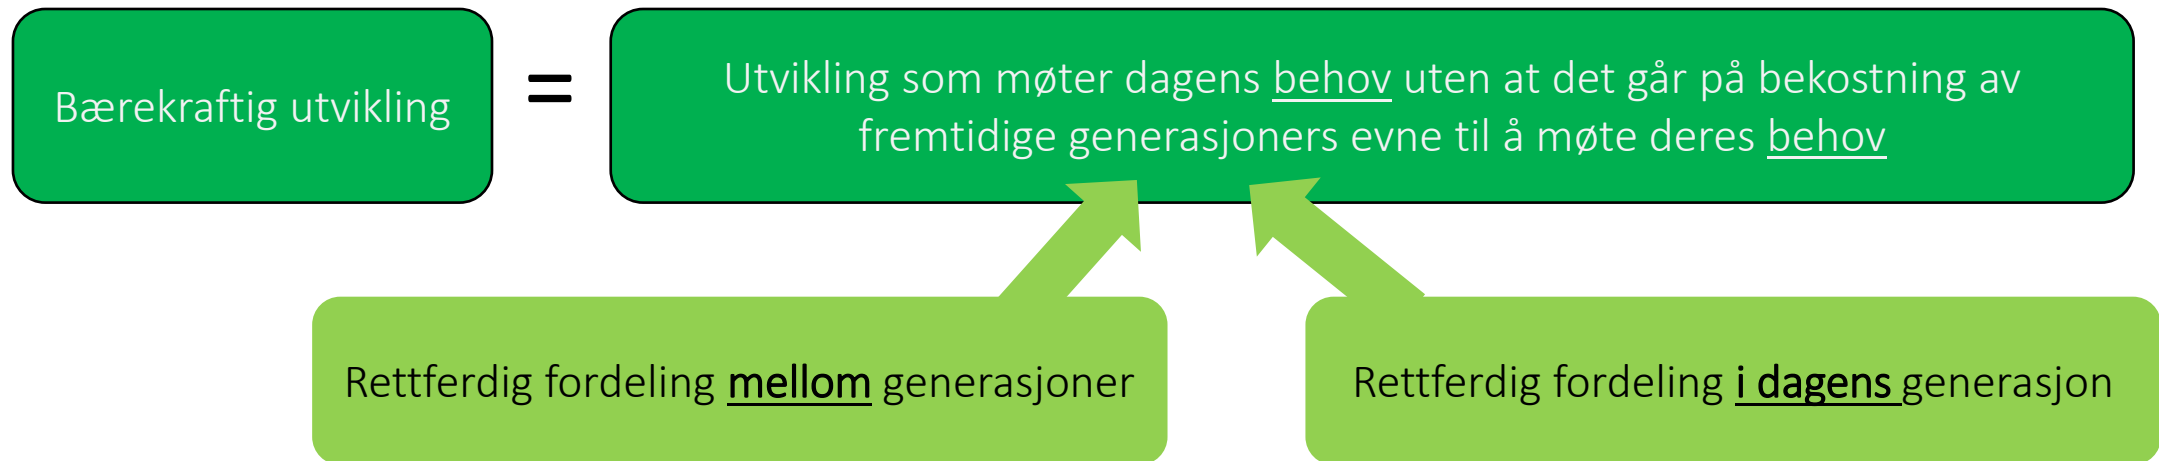 Bærekraftig utvikling
=
Utvikling som møter dagens behov uten at det går på bekostning av
fremtidige generasjoners evne til å møte deres behov
Rettferdig fordeling mellom generasjoner
Rettferdig fordeling i dagens generasjon